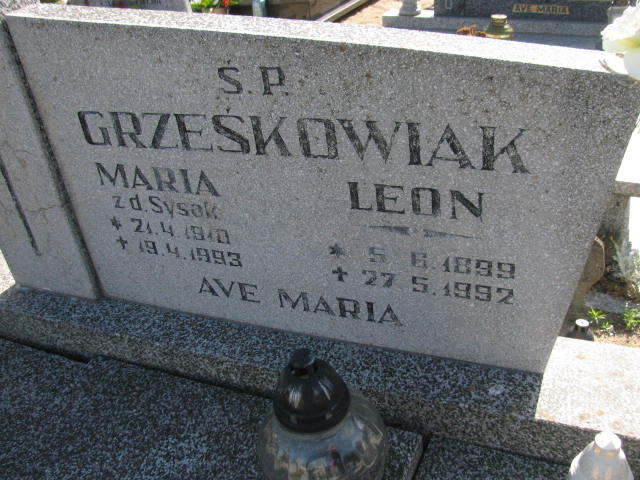 AVE MARIA
Ś.P.
GRZEŚKOWIAK
MARIA
z d. Sysak
* 21.4.1910
+ 19.4.1993
LEON
* 5.6.1899
+ 27.5.1992
AVE MARIA